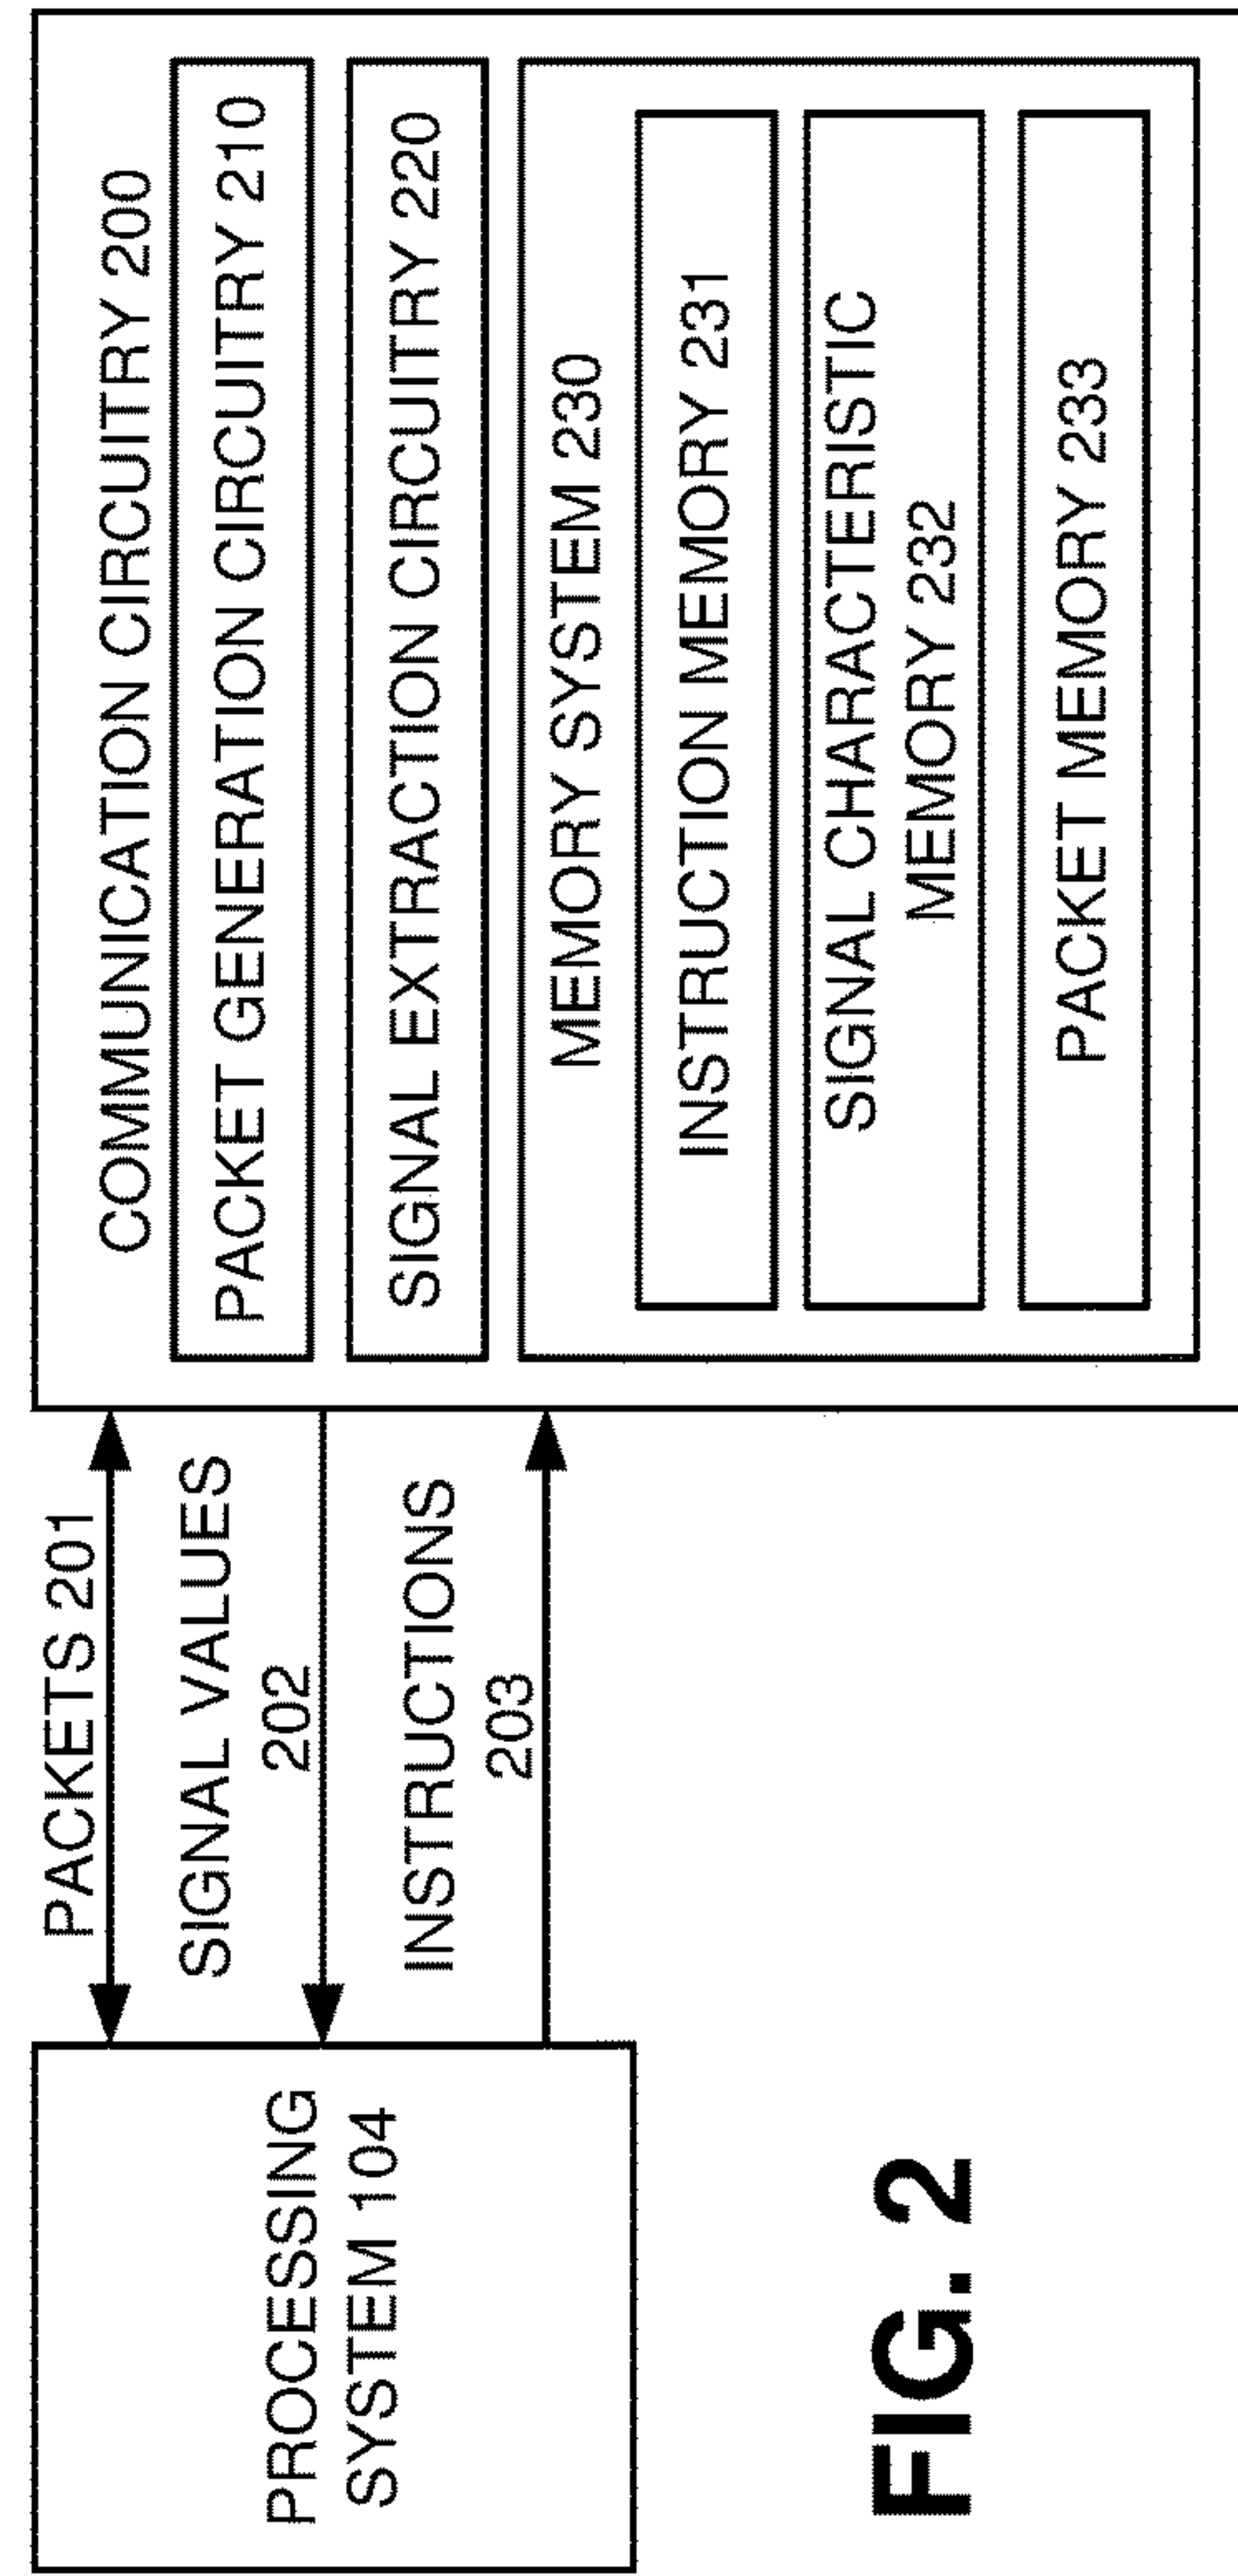 PROCESSING
SYSTEM 104
PACKETS 201
SIGNAL VALUES
202
INSTRUCTIONS
203
COMMUNICATION CIRCUITRY 200
PACKET GENERATION CIRCUITRY 210
SIGNAL EXTRACTION CIRCUITRY 220
MEMORY SYSTEM 230
INSTRUCTION MEMORY 231
SIGNAL CHARACTERISTIC
MEMORY 232
PACKET MEMORY 233
FIG. 2